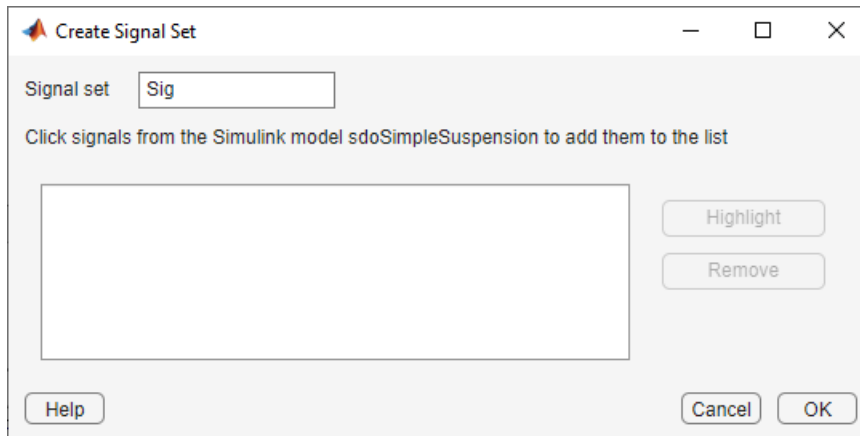 Create Signal Set
Signal set Sig
Click signals from the Simulink model sdoSimpleSuspension to add them to the list
Highlight
Remove
Help Cancel OK